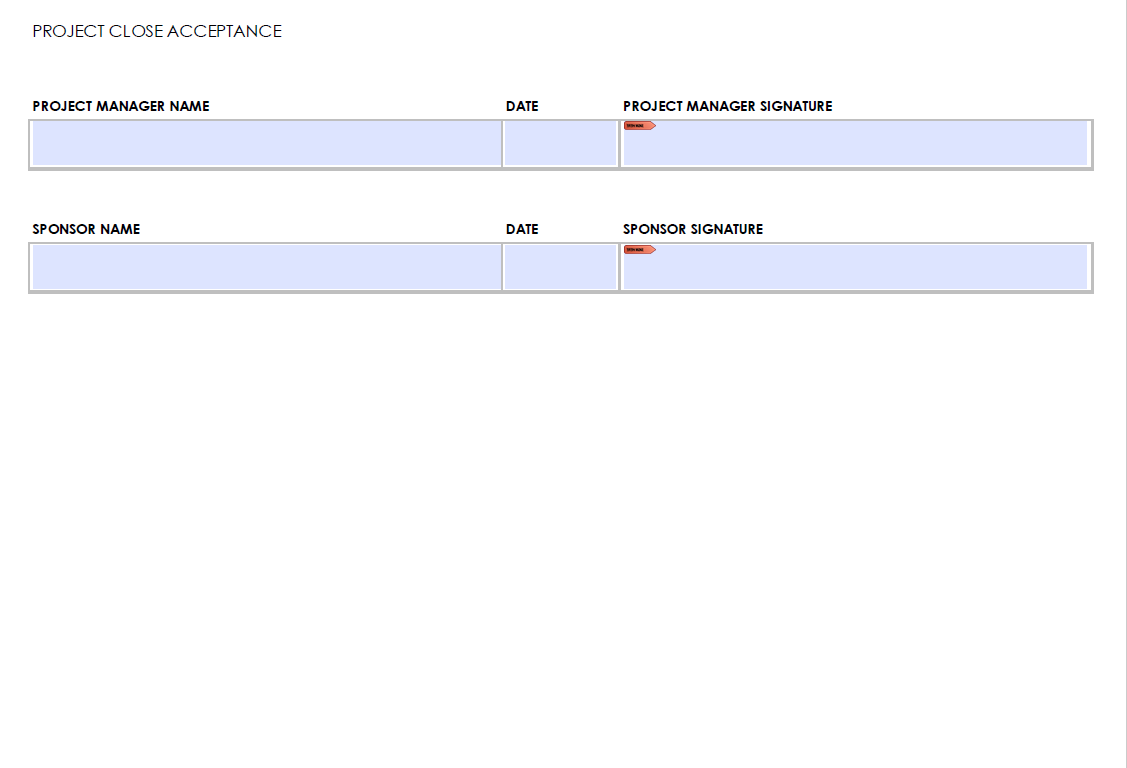 PROJECT CLOSE ACCEPTANCE
PROJECT MANAGER NAME DATE PROJECT MANAGER SIGNATURE
SPONSOR NAME DATE SPONSOR SIGNATURE